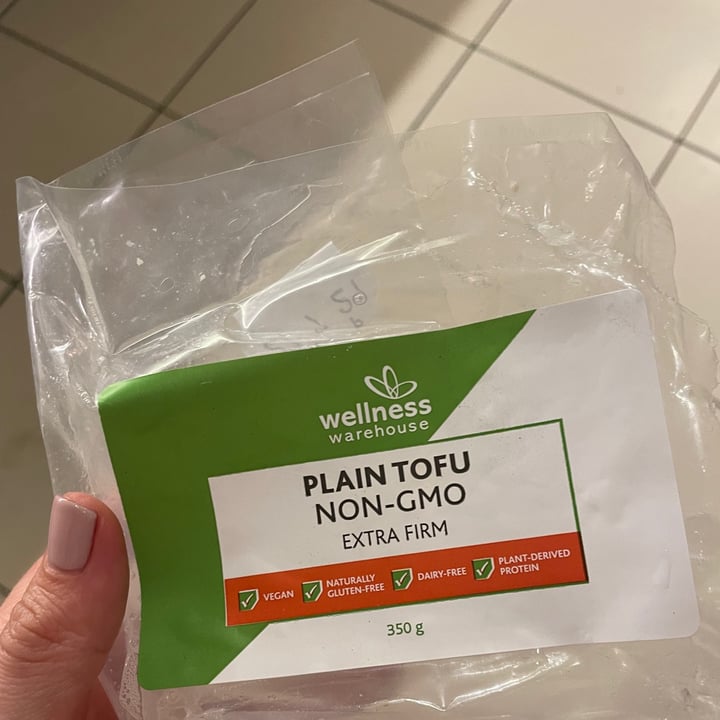 wellness
warehouse
PLAIN TOFU
NON-GMO
EXTRA FIRM
VEGAN
NATURALLY
GLUTEN-FREE
DAIRY-FREE
PLANT-DERIVED
PROTEIN
350 g